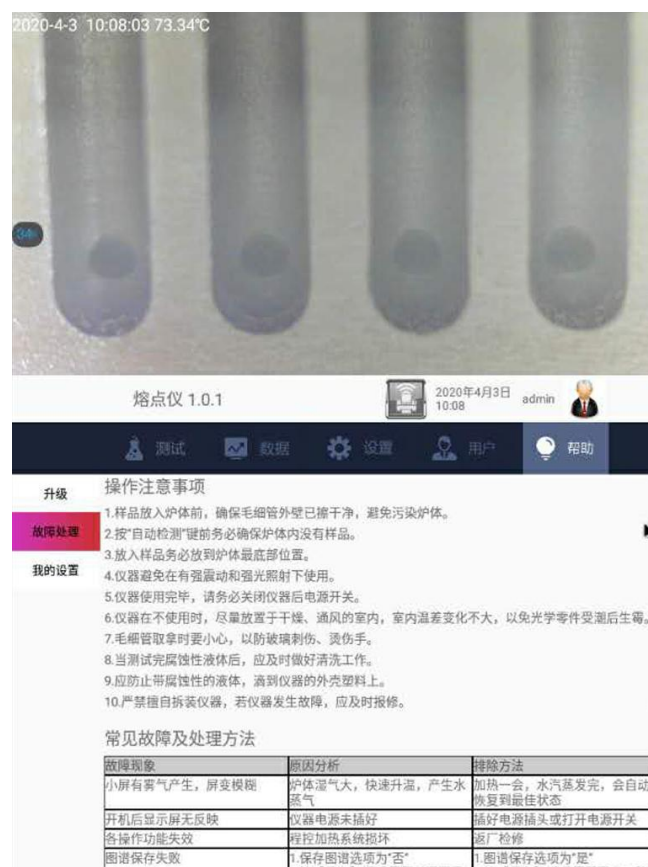 2020-4-3 10:08:03 73.34℃
34
熔点仪 1.0.1
2020年4月3日
10:08
admin
测试
数据
设置
用户
帮助
升级
故障处理
我的设置
操作注意事项
1.样品放入炉体前，确保毛细管外壁已擦干净，避免污染炉体。
2.按"自动检测"键前务必确保炉体内没有样品。
3.放入样品务必放到炉体最底部位置。
4.仪器避免在有强震动和强光照射下使用。
5.仪器使用完毕，请务必关闭仪器后电源开关。
6.仪器在不使用时，尽量放置于干燥、通风的室内，室内温差变化不大，以免光学零件受潮后生霉。
7.毛细管取拿时要小心，以防玻璃刺伤、烫伤手。
8.当测试完腐蚀性液体后，应及时做好清洗工作。
9.应防止带腐蚀性的液体，滴到仪器的外壳塑料上。
10.严禁擅自拆装仪器，若仪器发生故障，应及时报修。
常见故障及处理方法
故障现象 原因分析 排除方法
小屏有雾气产生，屏变模糊 炉体湿气大，快速升温，产生水蒸气 加热一会，水汽蒸发完，会自动恢复到最佳状态
开机后显示屏无反映 仪器电源未插好 插好电源插头或打开电源开关
各操作功能失效 程控加热系统损坏 返厂检修
图谱保存失败 1.保存图谱选项为"否" 1.图谱保存选项为"是"